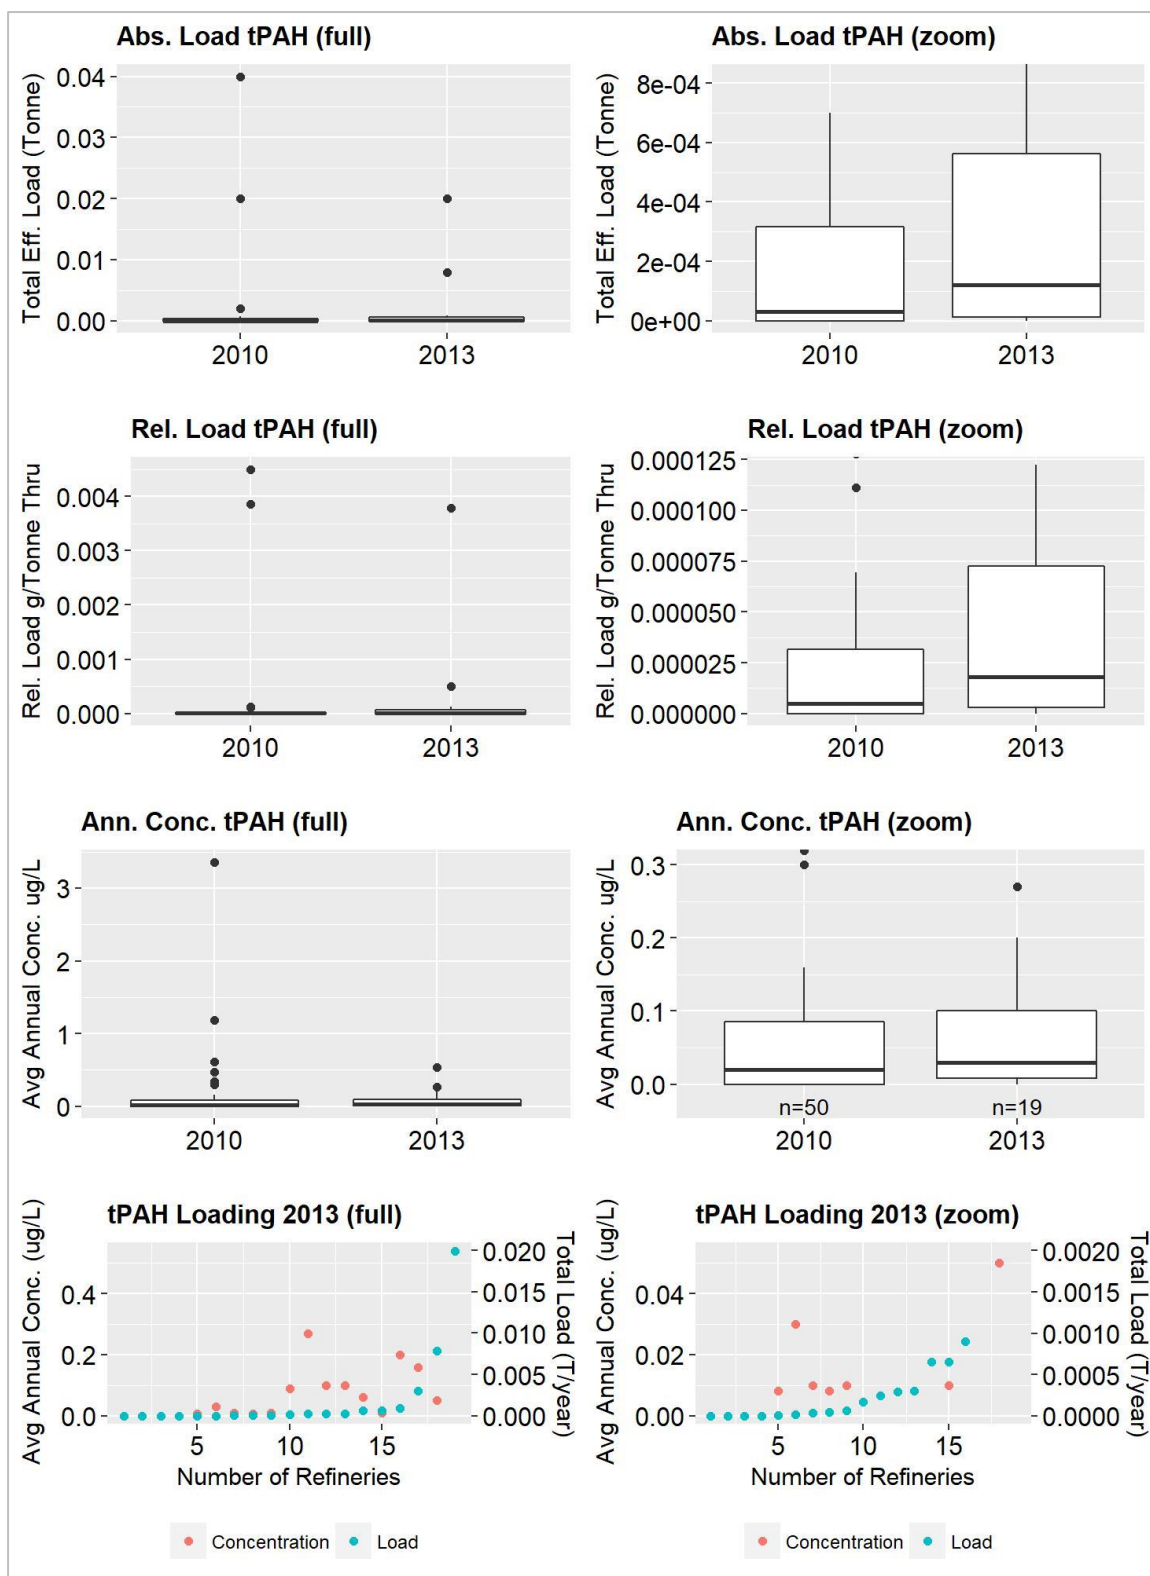 Abs. Load tPAH (full)
Total Eff. Load (Tonne)
0.04
0.03
0.02
0.01
0.00
2010 2013
Abs. Load tPAH (zoom)
Total Eff. Load (Tonne)
8e-04
6e-04
4e-04
2e-04
0e+00
2010 2013
Rel. Load tPAH (full)
Rel. Load g/Tonne Thru
0.004
0.003
0.002
0.001
0.000
2010 2013
Rel. Load tPAH (zoom)
Rel. Load g/Tonne Thru
0.000125
0.000100
0.000075
0.000050
0.000025
0.000000
2010 2013
Ann. Conc. tPAH (full)
Avg Annual Conc. ug/L
3
2
1
0
2010 2013
Ann. Conc. tPAH (zoom)
Avg Annual Conc. ug/L
0.3
0.2
0.1
0.0
n=50 n=19
2010 2013
tPAH Loading 2013 (full)
Avg Annual Conc. (ug/L)
0.4
0.2
0.0
0.020
0.015
0.010
0.005
0.000
Total Load (T/year)
5 10 15
Number of Refineries
Concentration Load
tPAH Loading 2013 (zoom)
Avg Annual Conc. (ug/L)
0.04
0.02
0.00
0.0020
0.0015
0.0010
0.0005
0.0000
Total Load (T/year)
5 10 15
Number of Refineries
Concentration Load